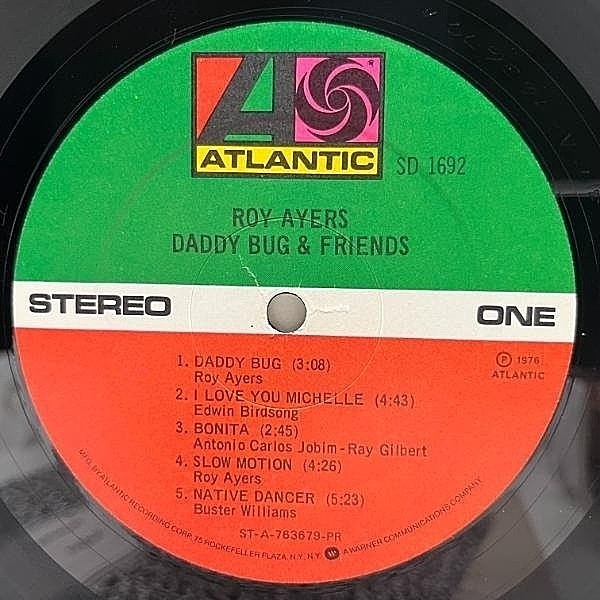 ATLANTIC
SD 1692
ROY AYERS
DADDY BUG & FRIENDS
STEREO
ONE
1. DADDY BUG (3:08)
Roy Ayers
2. I LOVE YOU MICHELLE (4:43)
Edwin Birdsong
3. BONITA (2:45)
Antonio Carlos Jobim-Ray Gilbert
4. SLOW MOTION (4:26)
Roy Ayers
5. NATIVE DANCER (5:23)
Buster Williams
℗ 1976
ATLANTIC
ST-A-763679-PR
MFG. BY ATLANTIC RECORDING CORP., 75 ROCKEFELLER PLAZA, N.Y. N.Y. A WARNER COMMUNICATIONS COMPANY